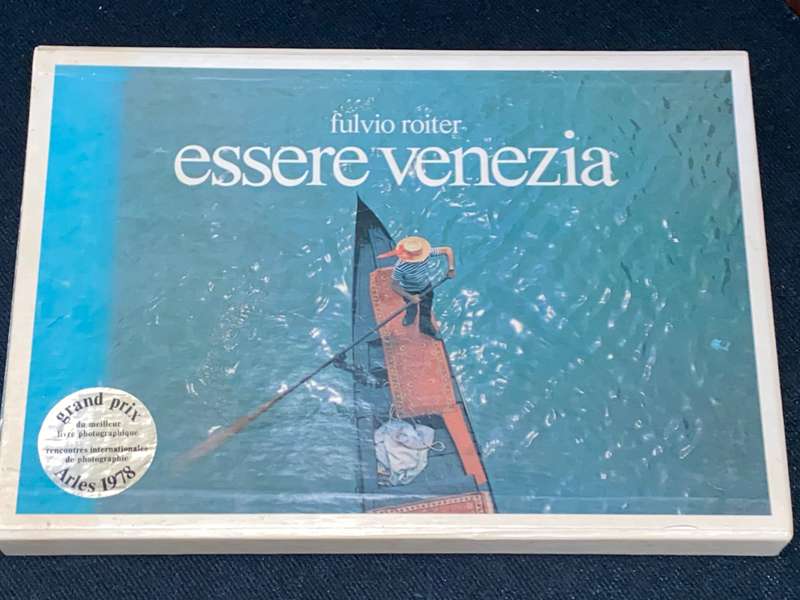 fulvio roiter
essere venezia
grand prix
du meilleur
livre photographique
rencontres internationales
de photographie
Arles 1978